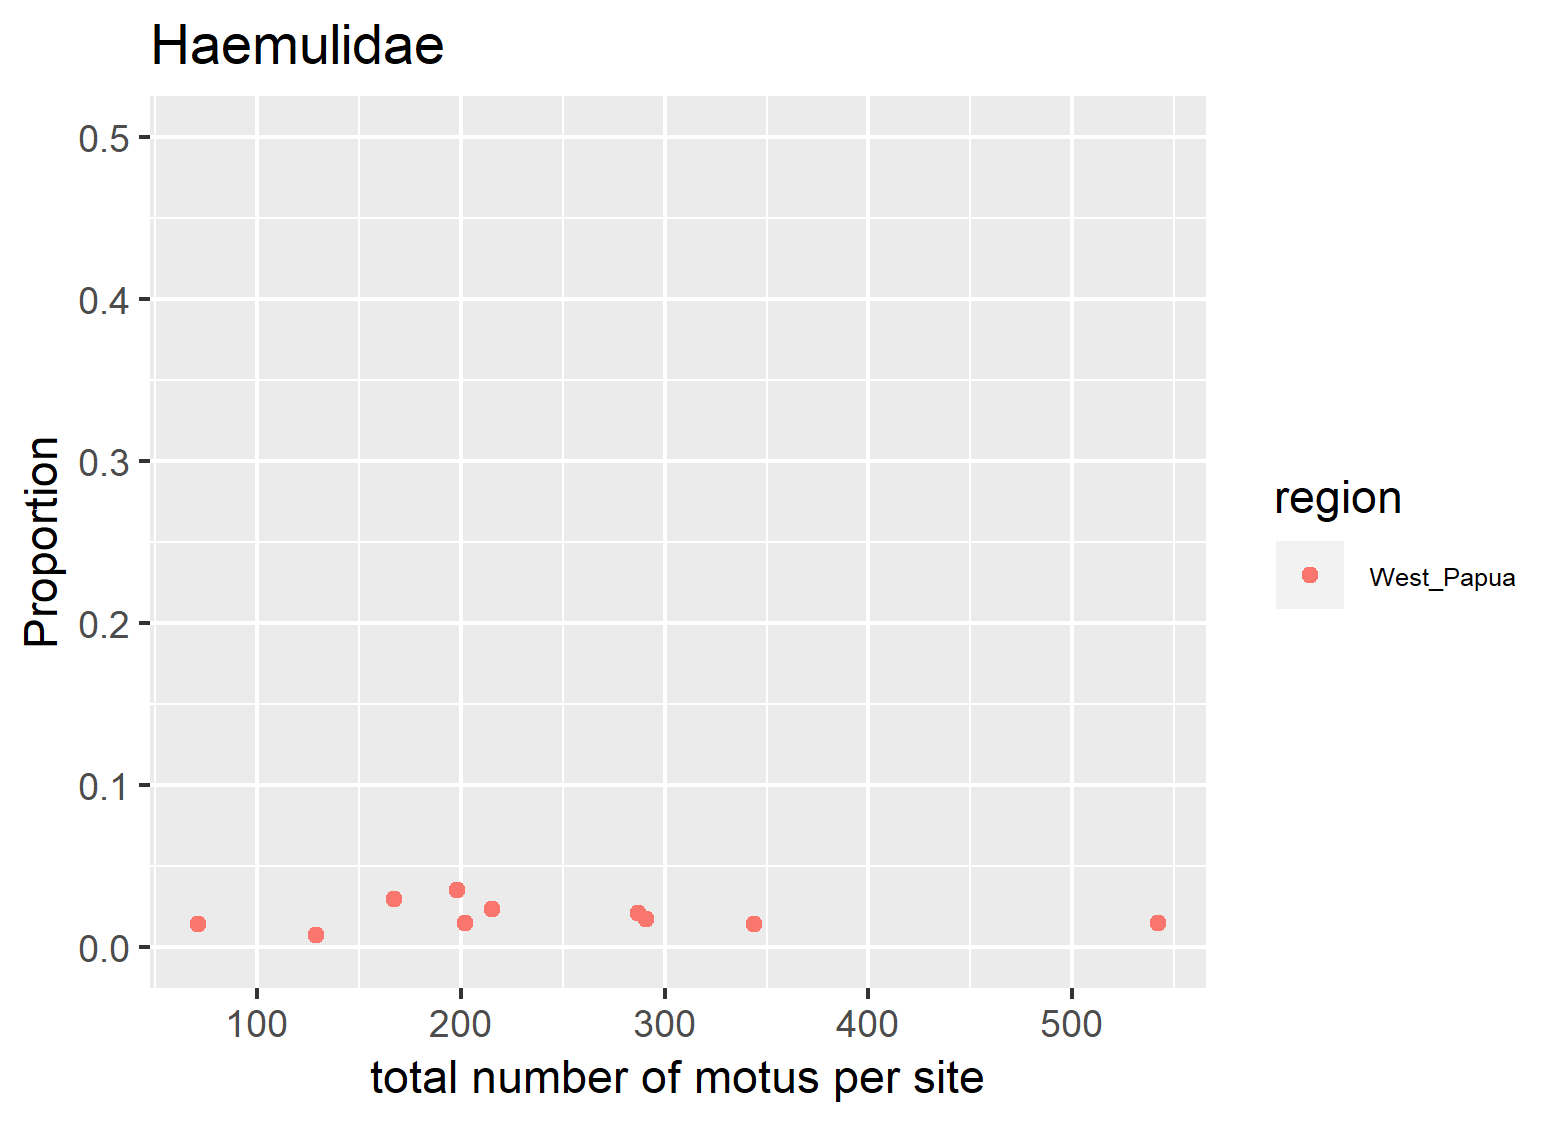 Haemulidae
0.5
0.4
0.3
0.2
0.1
0.0
Proportion
100 200 300 400 500
total number of motus per site
region
West_Papua